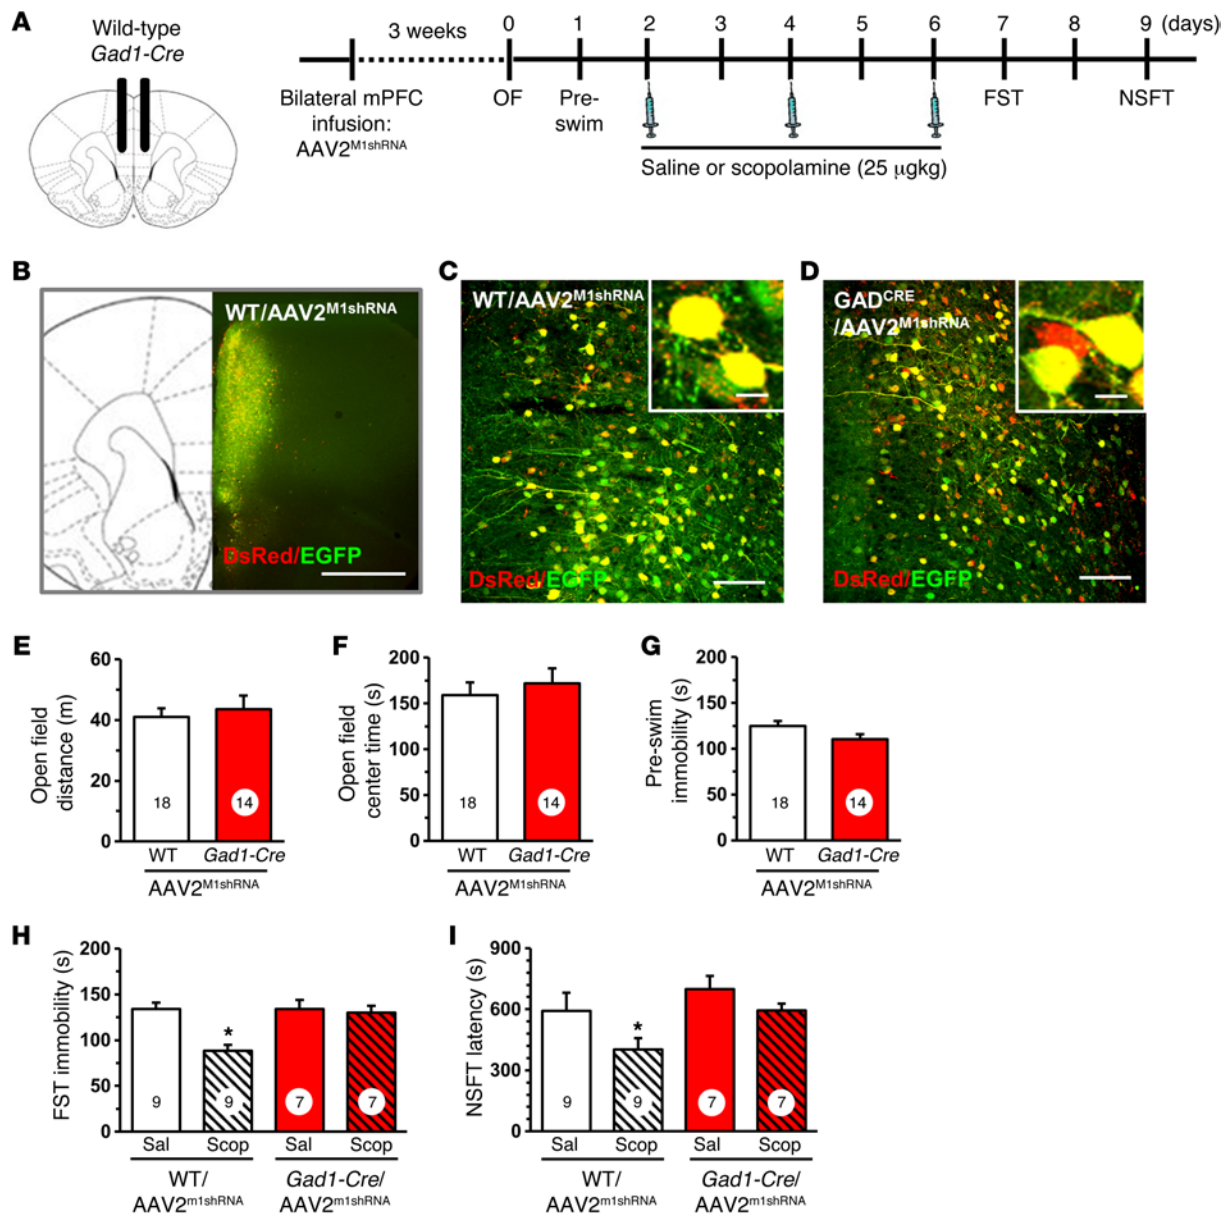 A
Wild-type
Gad1-Cre
3 weeks
0 1 2 3 4 5 6 7 8 9 (days)
Bilateral mPFC
infusion:
AAV2M1shRNA
OF
Pre-
swim
FST
NSFT
Saline or scopolamine (25 μgkg)
B
WT/AAV2M1shRNA
DsRed/EGFP
C
WT/AAV2M1shRNA
DsRed/EGFP
D
GADCRE
/AAV2M1shRNA
DsRed/EGFP
E
Open field
distance (m)
60
40
20
0
18
14
WT
Gad1-Cre
AAV2M1shRNA
F
Open field
center time (s)
200
150
100
50
0
18
14
WT
Gad1-Cre
AAV2M1shRNA
G
Pre-swim
immobility (s)
200
150
100
50
0
18
14
WT
Gad1-Cre
AAV2M1shRNA
H
FST immobility (s)
200
150
100
50
0
*
9
9
7
7
Sal Scop Sal Scop
WT/
AAV2m1shRNA
Gad1-Cre/
AAV2m1shRNA
I
NSFT latency (s)
900
600
300
0
*
9
9
7
7
Sal Scop Sal Scop
WT/
AAV2m1shRNA
Gad1-Cre/
AAV2m1shRNA